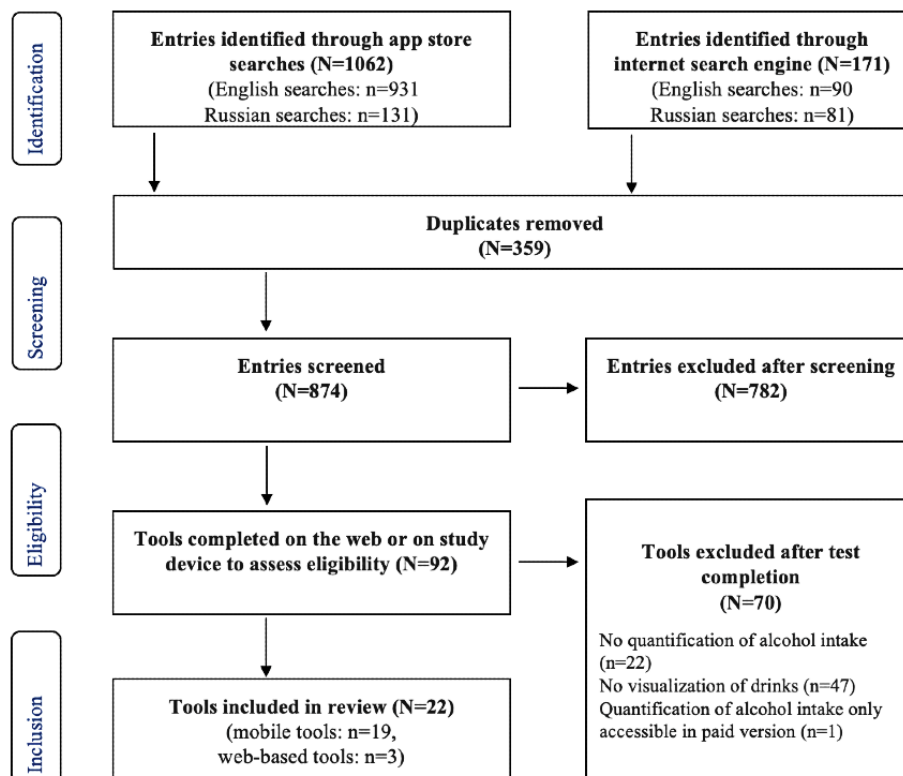 Identification
Entries identified through app store
searches (N=1062)
(English searches: n=931
Russian searches: n=131)
Entries identified through
internet search engine (N=171)
(English searches: n=90
Russian searches: n=81)
Duplicates removed
(N=359)
Screening
Entries screened
(N=874)
Entries excluded after screening
(N=782)
Eligibility
Tools completed on the web or on study
device to assess eligibility (N=92)
Tools excluded after test
completion
(N=70)
No quantification of alcohol intake
(n=22)
No visualization of drinks (n=47)
Quantification of alcohol intake only
accessible in paid version (n=1)
Inclusion
Tools included in review (N=22)
(mobile tools: n=19,
web-based tools: n=3)